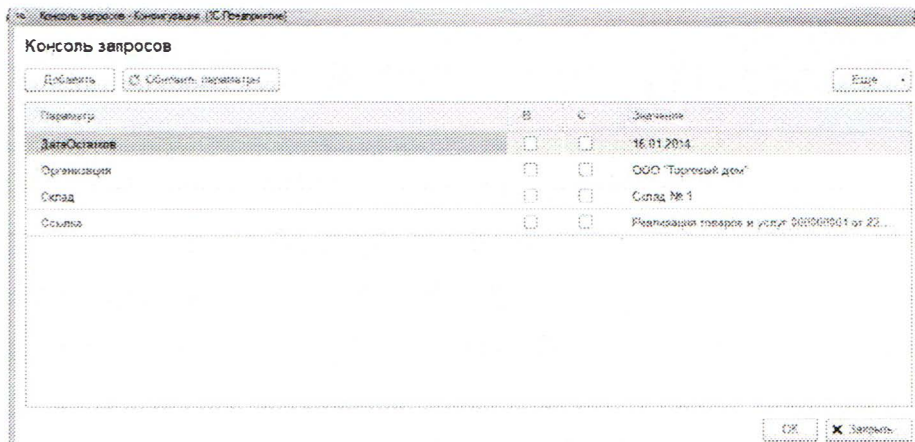 Консоль запросов - Конфигурация (1С:Предприятие)
Консоль запросов
Добавить Обновить параметры Еще
Параметр В С Значение
ДатаОстатков 16.01.2014
Организация ООО "Торговый дом"
Склад Склад № 1
Ссылка Реализация товаров и услуг 000000001 от 22....
ОК Закрыть